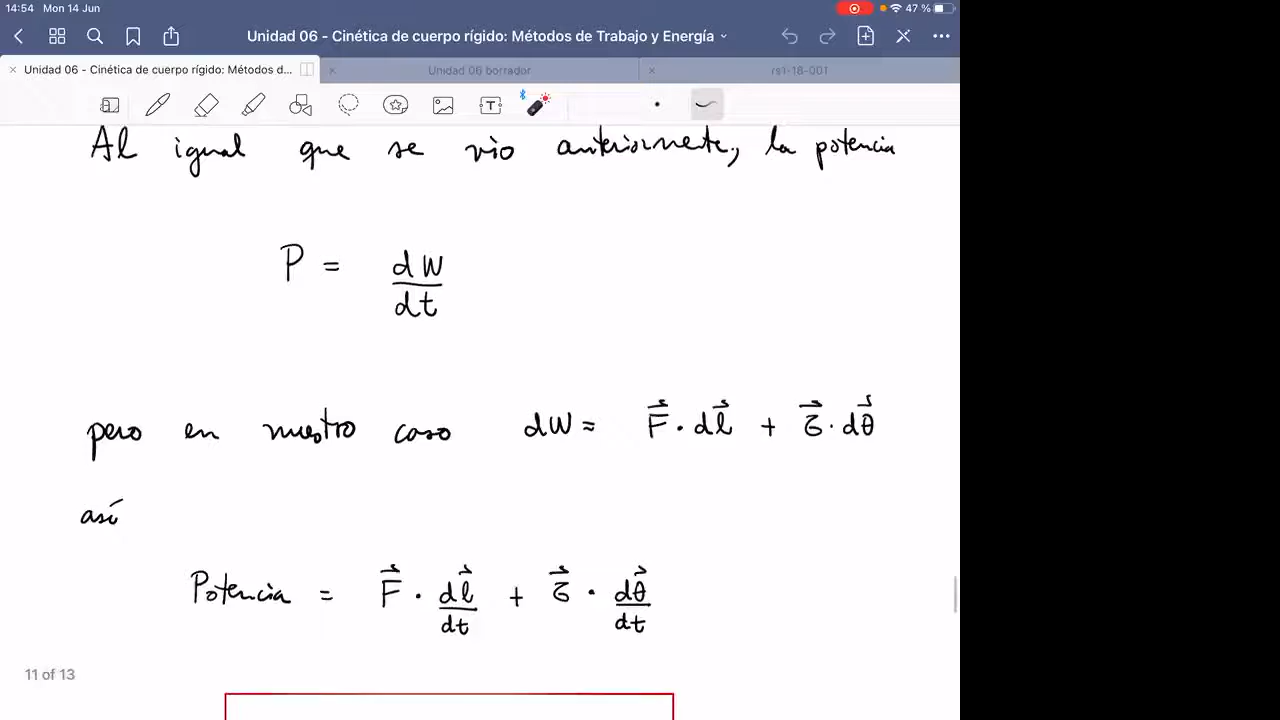 14:54 Mon 14 Jun 47 %
Unidad 06 - Cinética de cuerpo rígido: Métodos de Trabajo y Energía
Unidad 06 - Cinética de cuerpo rígido: Métodos d... Unidad 06 borrador rs1-18-001
Al igual que se vio anteriormente, la potencia
P = dW/dt
pero en nuestro caso dW = F⃗ · dl⃗ + τ⃗ · dθ⃗
así
Potencia = F⃗ · dl⃗/dt + τ⃗ · dθ⃗/dt
11 of 13